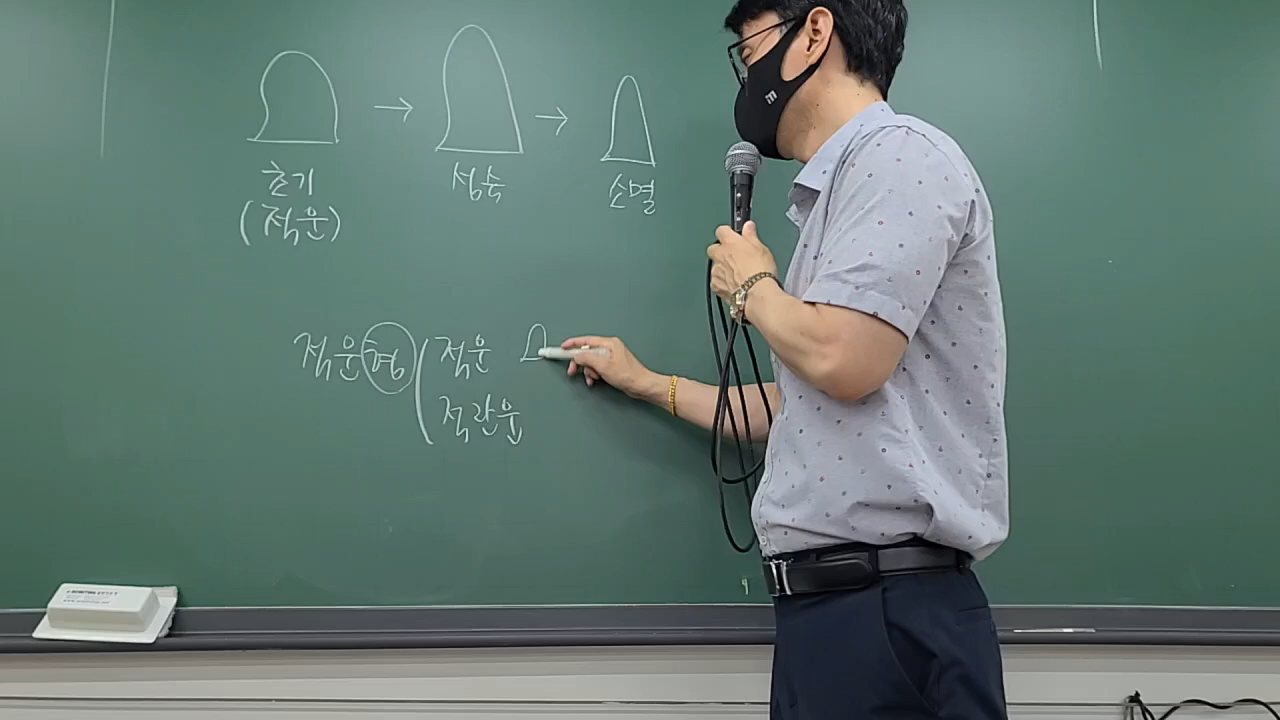 초기 → 성숙 → 소멸
(적운)
적운형 ( 적운
적란운